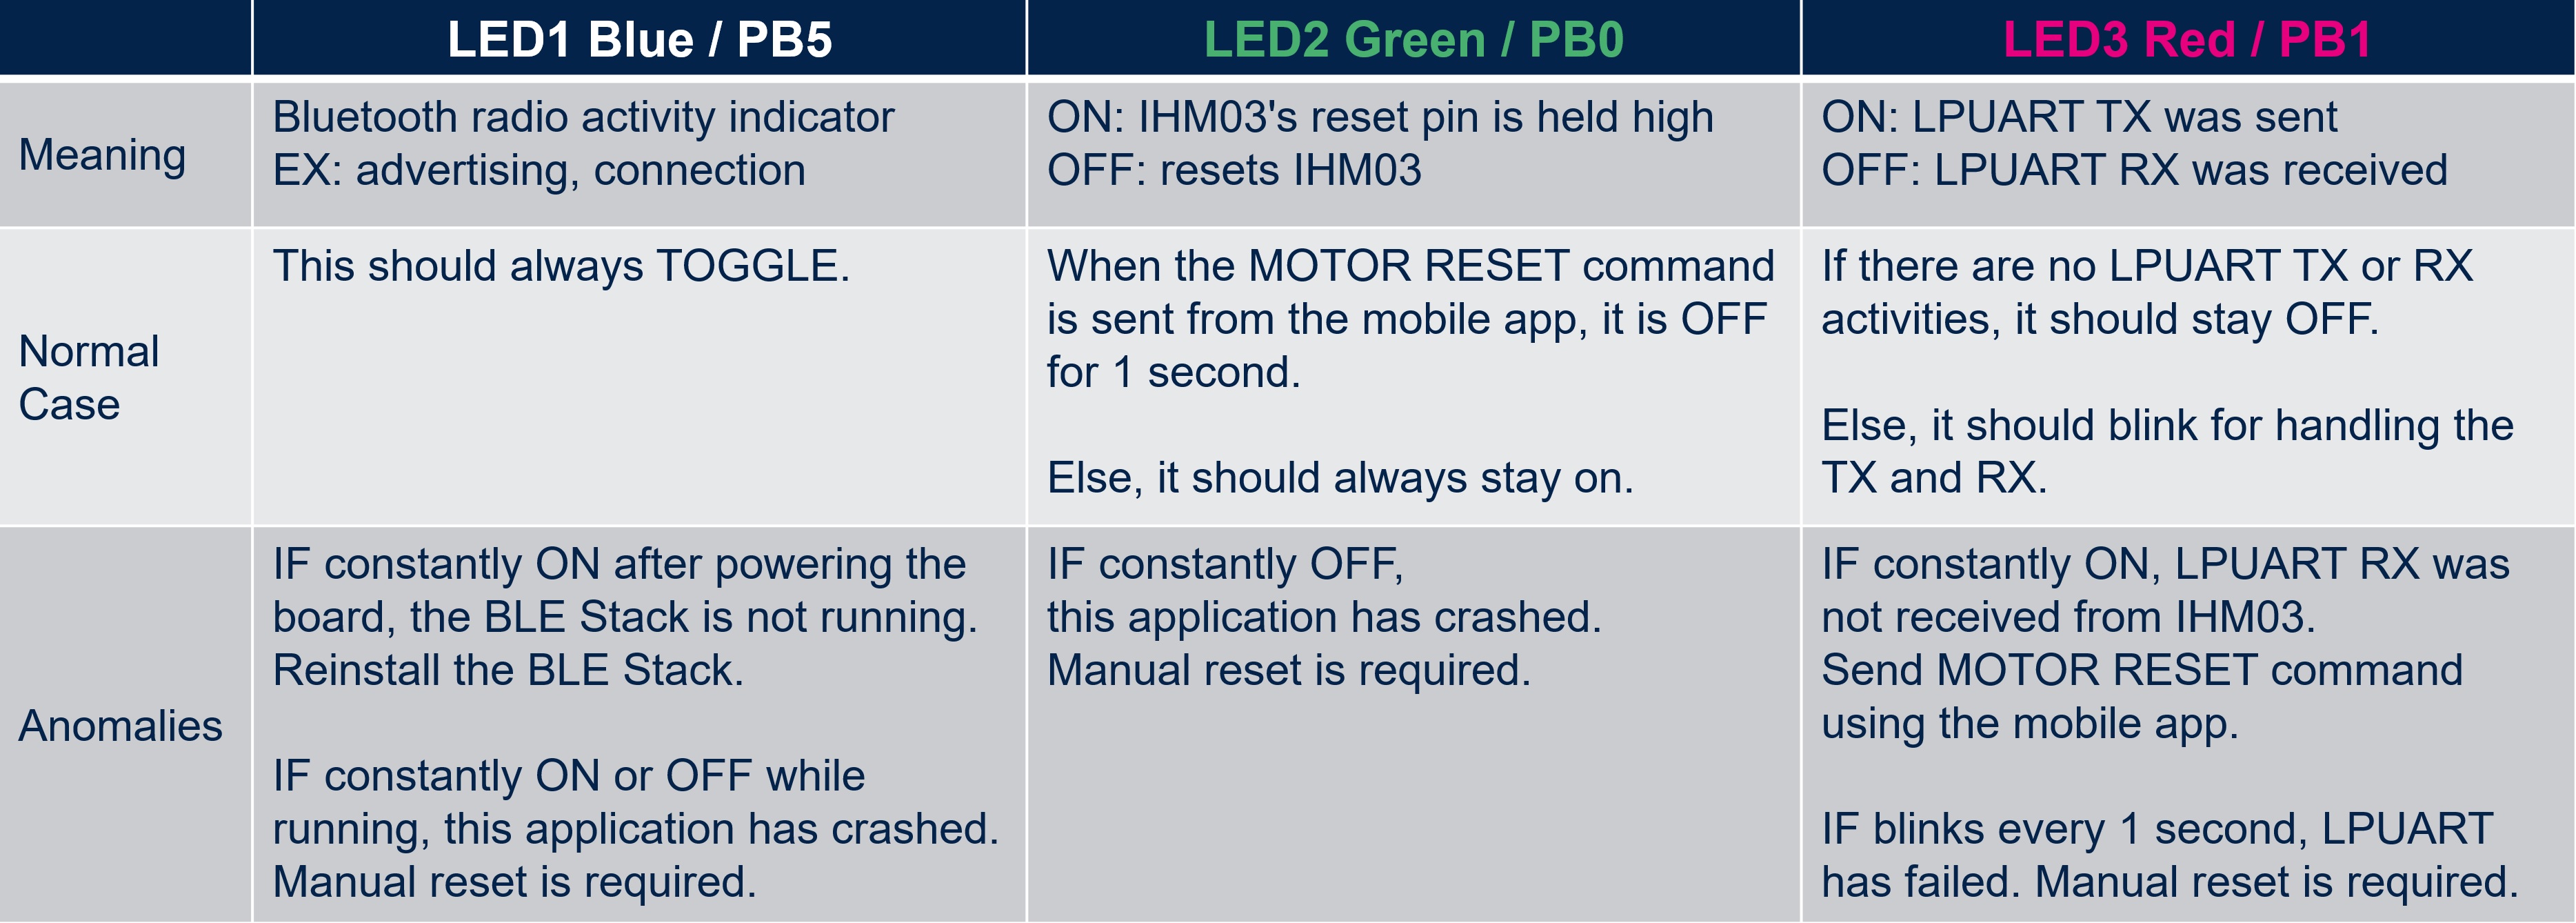 LED1 Blue / PB5
LED2 Green / PB0
LED3 Red / PB1
Meaning
Bluetooth radio activity indicator
EX: advertising, connection
ON: IHM03's reset pin is held high
OFF: resets IHM03
ON: LPUART TX was sent
OFF: LPUART RX was received
Normal
Case
This should always TOGGLE.
When the MOTOR RESET command
is sent from the mobile app, it is OFF
for 1 second.
Else, it should always stay on.
If there are no LPUART TX or RX
activities, it should stay OFF.
Else, it should blink for handling the
TX and RX.
Anomalies
IF constantly ON after powering the
board, the BLE Stack is not running.
Reinstall the BLE Stack.
IF constantly ON or OFF while
running, this application has crashed.
Manual reset is required.
IF constantly OFF,
this application has crashed.
Manual reset is required.
IF constantly ON, LPUART RX was
not received from IHM03.
Send MOTOR RESET command
using the mobile app.
IF blinks every 1 second, LPUART
has failed. Manual reset is required.